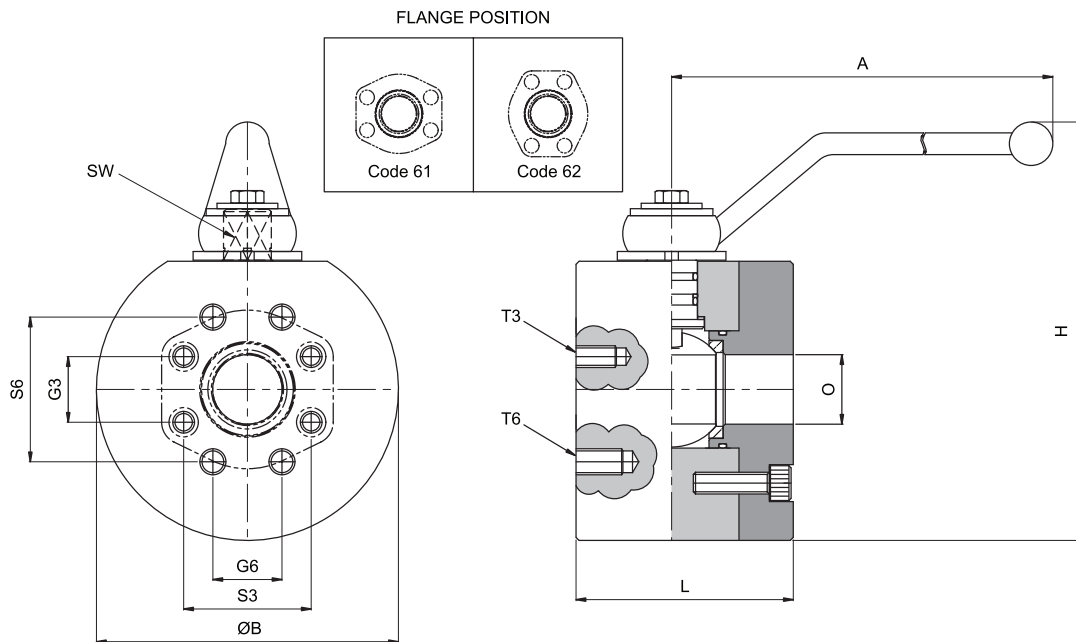 FLANGE POSITION
Code 61
Code 62
A
SW
T3
H
S6
G3
O
T6
G6
S3
L
ØB